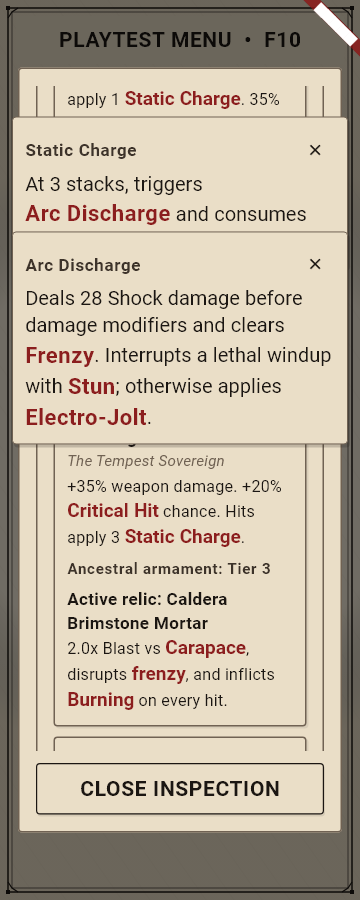 PLAYTEST MENU • F10
apply 1 Static Charge. 35%
Static Charge ×
At 3 stacks, triggers
Arc Discharge and consumes
Arc Discharge ×
Deals 28 Shock damage before
damage modifiers and clears
Frenzy. Interrupts a lethal windup
with Stun; otherwise applies
Electro-Jolt.
The Tempest Sovereign
+35% weapon damage. +20%
Critical Hit chance. Hits
apply 3 Static Charge.
Ancestral armament: Tier 3
Active relic: Caldera
Brimstone Mortar
2.0x Blast vs Carapace,
disrupts frenzy, and inflicts
Burning on every hit.
CLOSE INSPECTION